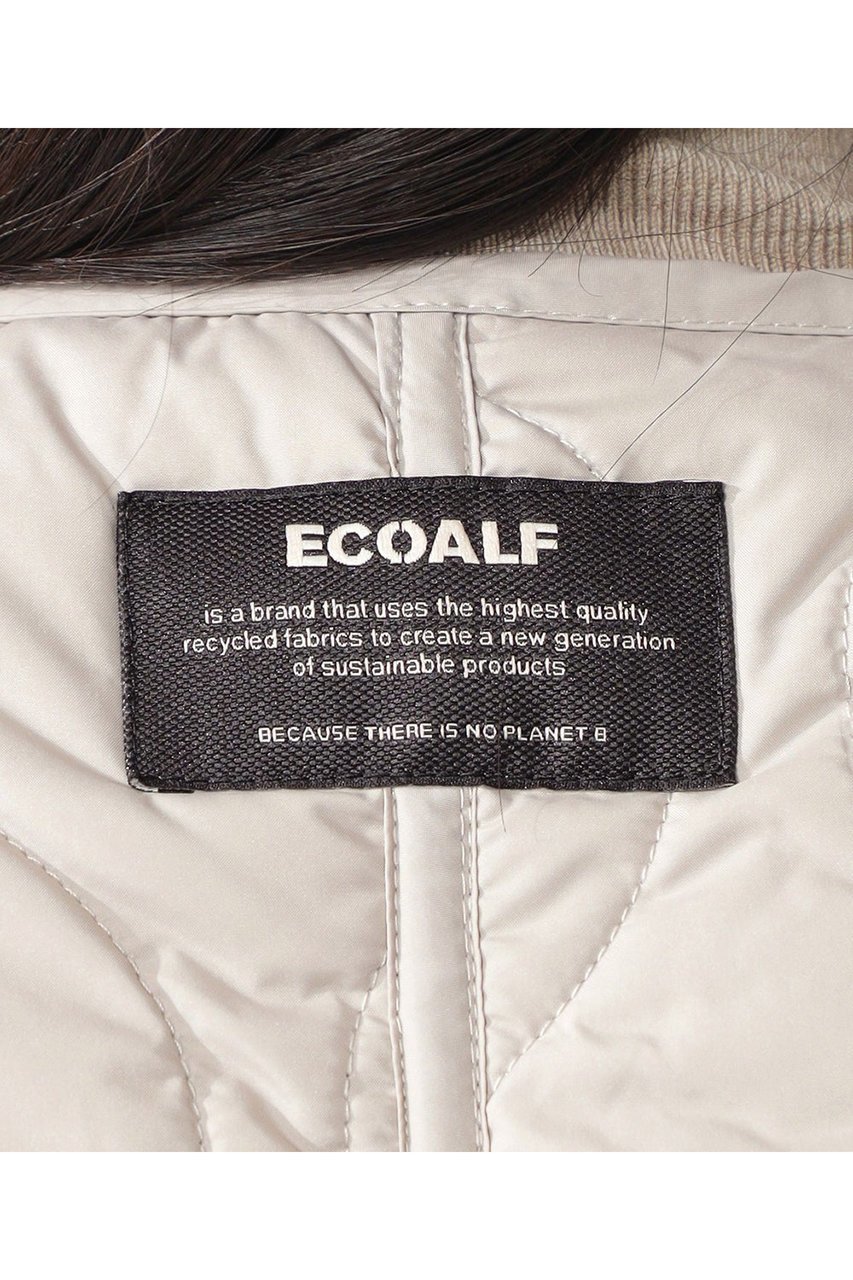 ECOALF
is a brand that uses the highest quality
recycled fabrics to create a new generation
of sustainable products
BECAUSE THERE IS NO PLANET B